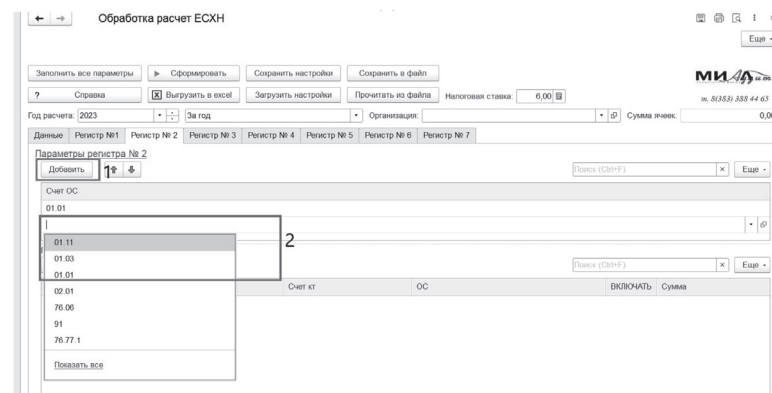 Обработка расчет ЕСХН
Еще
Заполнить все параметры Сформировать Сохранить настройки Сохранить в файл
? Справка Выгрузить в excel Загрузить настройки Прочитать из файла Налоговая ставка: 6,00
т. 8(383) 388 44 65
Год расчета: 2023 За год Организация: Сумма ячеек: 0,00
Данные Регистр №1 Регистр № 2 Регистр № 3 Регистр № 4 Регистр № 5 Регистр № 6 Регистр № 7
Параметры регистра № 2
Добавить 1 Поиск (Ctrl+F) × Еще
Счет ОС
01.01
2
01.11
01.03
Поиск (Ctrl+F) × Еще
01.01
Счет кт ОС ВКЛЮЧАТЬ Сумма
02.01
76.06
91
76.77.1
Показать все